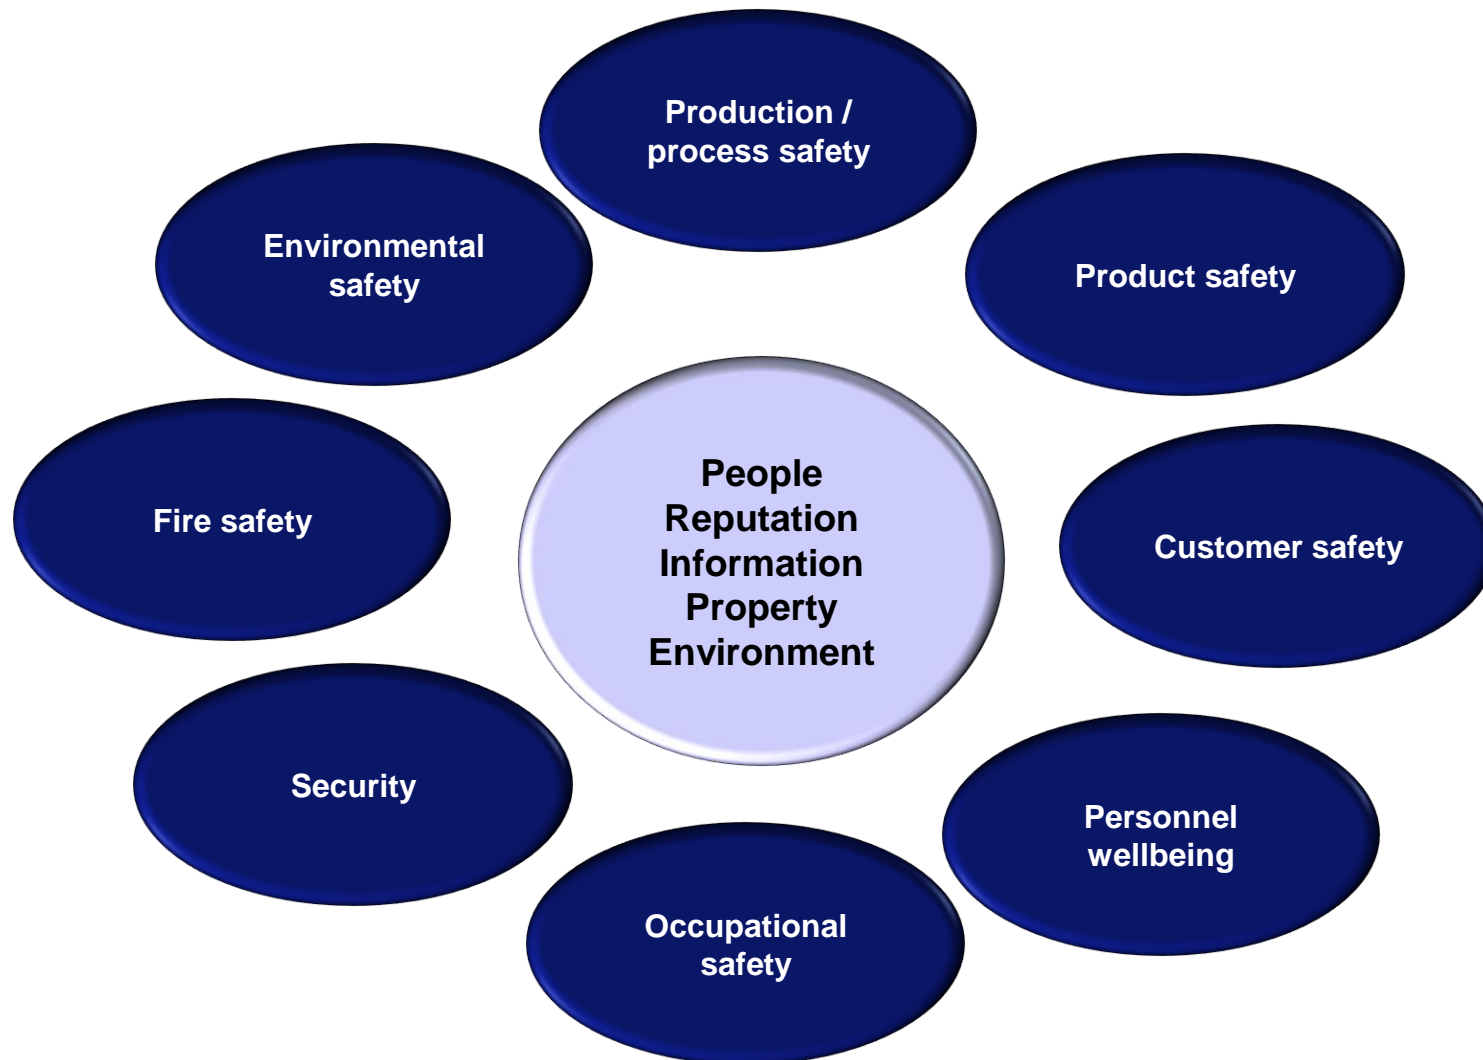 Production /
process safety
Environmental
safety
Product safety
Fire safety
People
Reputation
Information
Property
Environment
Customer safety
Security
Personnel
wellbeing
Occupational
safety